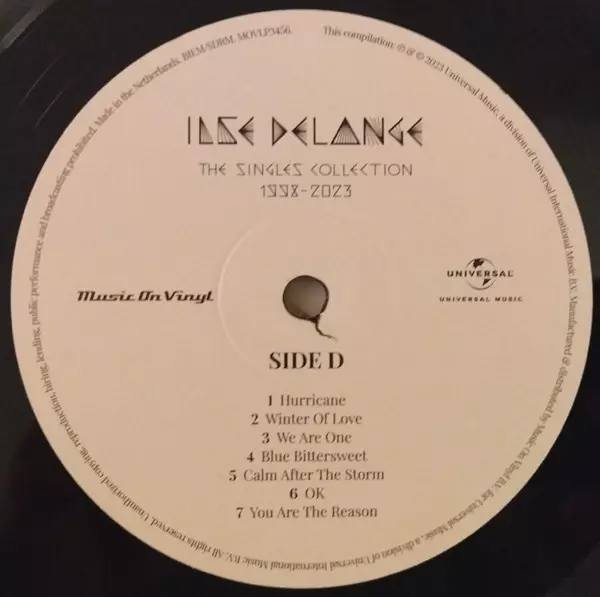 ILSE DELANGE
THE SINGLES COLLECTION
1998-2023
Music On Vinyl
UNIVERSAL
UNIVERSAL MUSIC
SIDE D
1 Hurricane
2 Winter Of Love
3 We Are One
4 Blue Bittersweet
5 Calm After The Storm
6 OK
7 You Are The Reason
This compilation: ℗ & © 2023 Universal Music, a division of Universal International Music B.V. Manufactured & distributed by Music On Vinyl B.V. for Universal Music, a division of Universal International Music B.V. All rights reserved. Unauthorized copying, reproduction, hiring, lending, public performance and broadcasting prohibited. Made in the Netherlands. BIEM/SDRM. MOVLP3456.